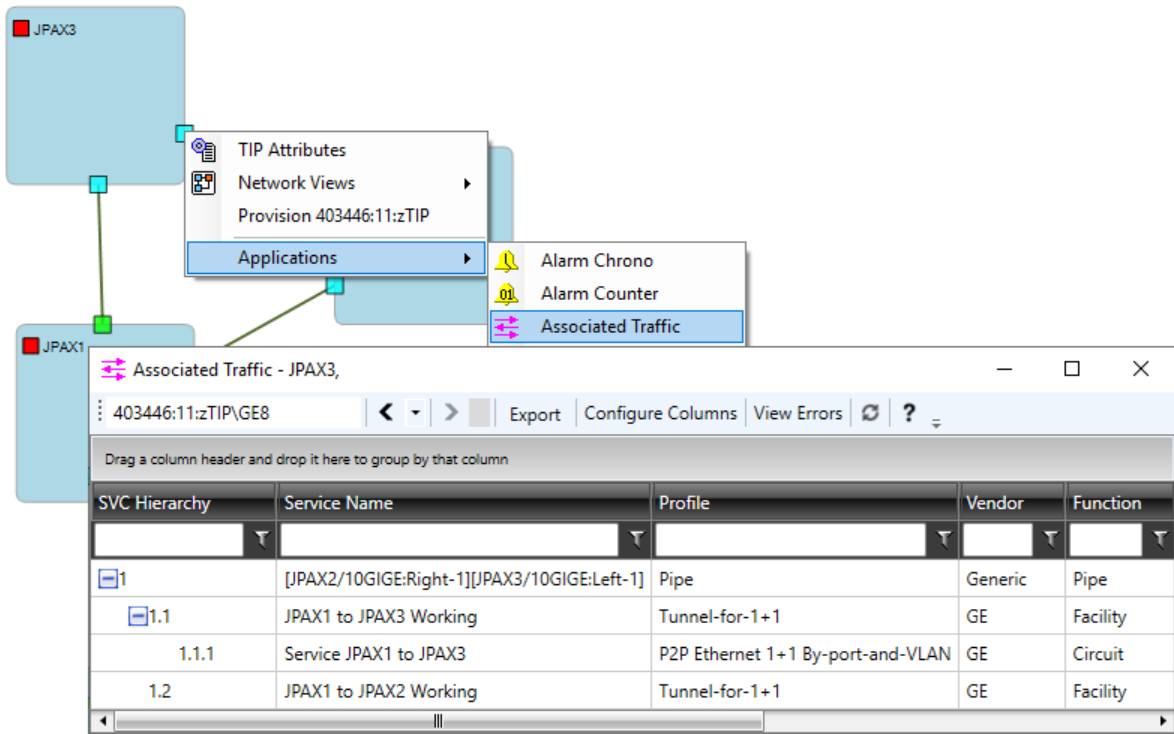 JPAX3
TIP Attributes
Network Views
Provision 403446:11:zTIP
Applications
Alarm Chrono
01
Alarm Counter
Associated Traffic
JPAX1
Associated Traffic - JPAX3,
403446:11:zTIP\GE8 Export Configure Columns View Errors ?
Drag a column header and drop it here to group by that column
SVC Hierarchy Service Name Profile Vendor Function
1 [JPAX2/10GIGE:Right-1][JPAX3/10GIGE:Left-1] Pipe Generic Pipe
1.1 JPAX1 to JPAX3 Working Tunnel-for-1+1 GE Facility
1.1.1 Service JPAX1 to JPAX3 P2P Ethernet 1+1 By-port-and-VLAN GE Circuit
1.2 JPAX1 to JPAX2 Working Tunnel-for-1+1 GE Facility